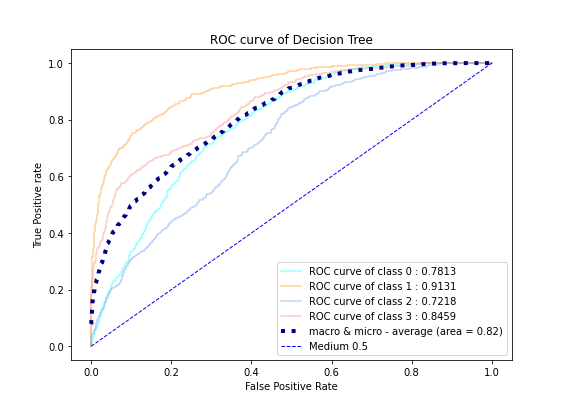 ROC curve of Decision Tree
True Positive rate
1.0
0.8
0.6
0.4
0.2
0.0
ROC curve of class 0 : 0.7813
ROC curve of class 1 : 0.9131
ROC curve of class 2 : 0.7218
ROC curve of class 3 : 0.8459
macro & micro - average (area = 0.82)
Medium 0.5
0.0 0.2 0.4 0.6 0.8 1.0
False Positive Rate